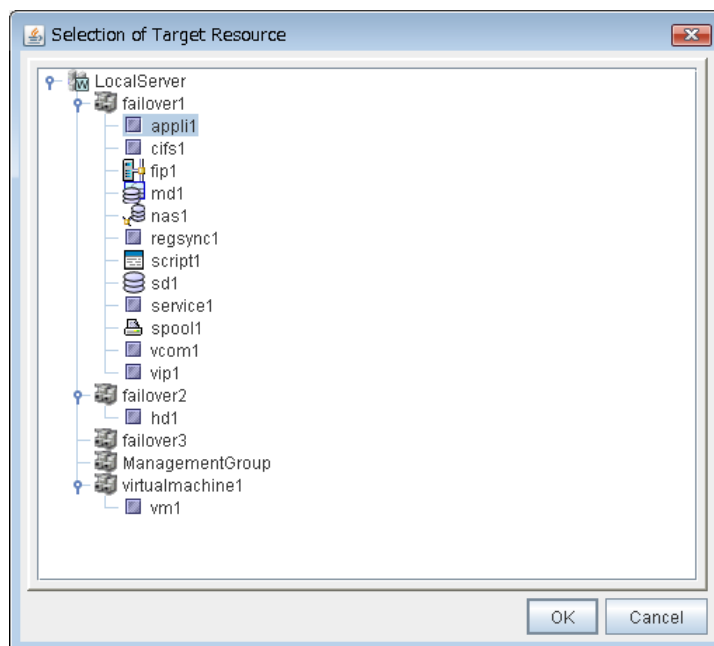 Selection of Target Resource
LocalServer
failover1
appli1
cifs1
fip1
md1
nas1
regsync1
script1
sd1
service1
spool1
vcom1
vip1
failover2
hd1
failover3
ManagementGroup
virtualmachine1
vm1
OK Cancel